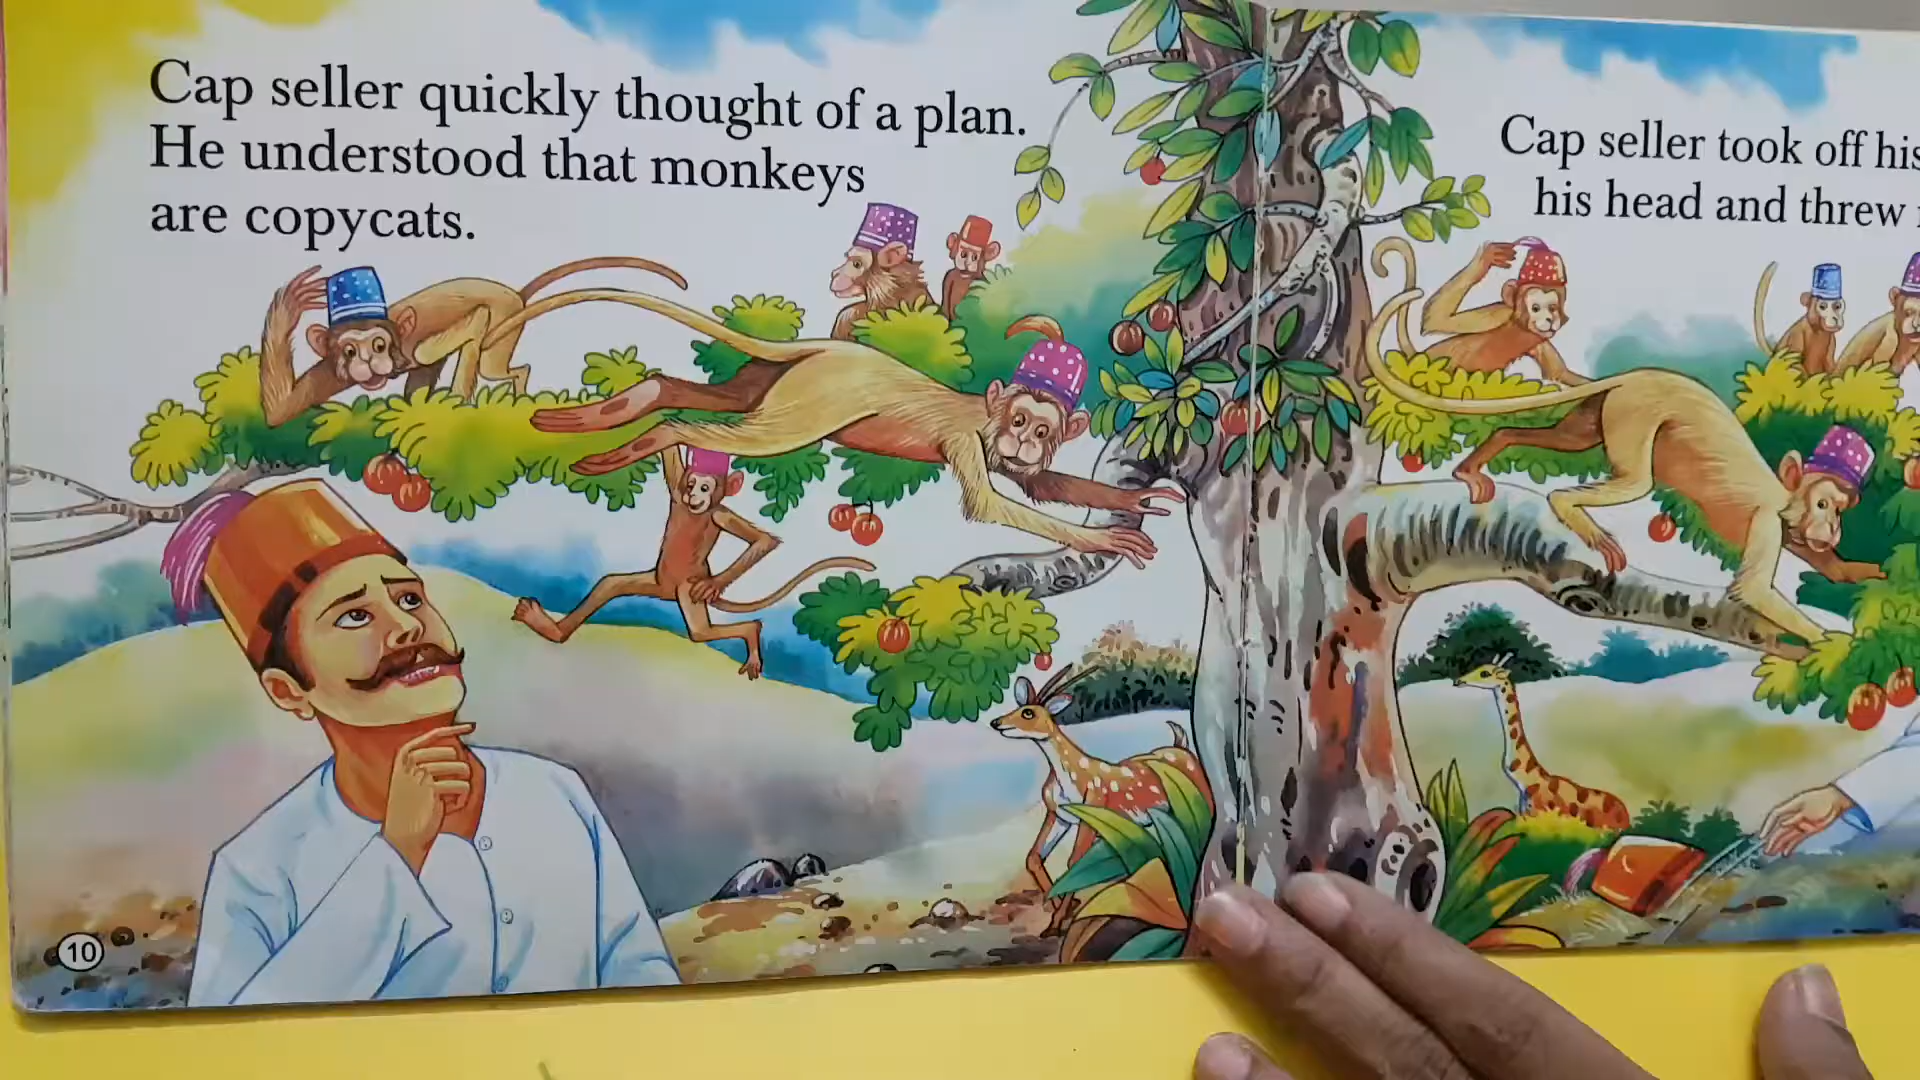 Cap seller quickly thought of a plan.
He understood that monkeys
are copycats.
10
Cap seller took off his
his head and threw